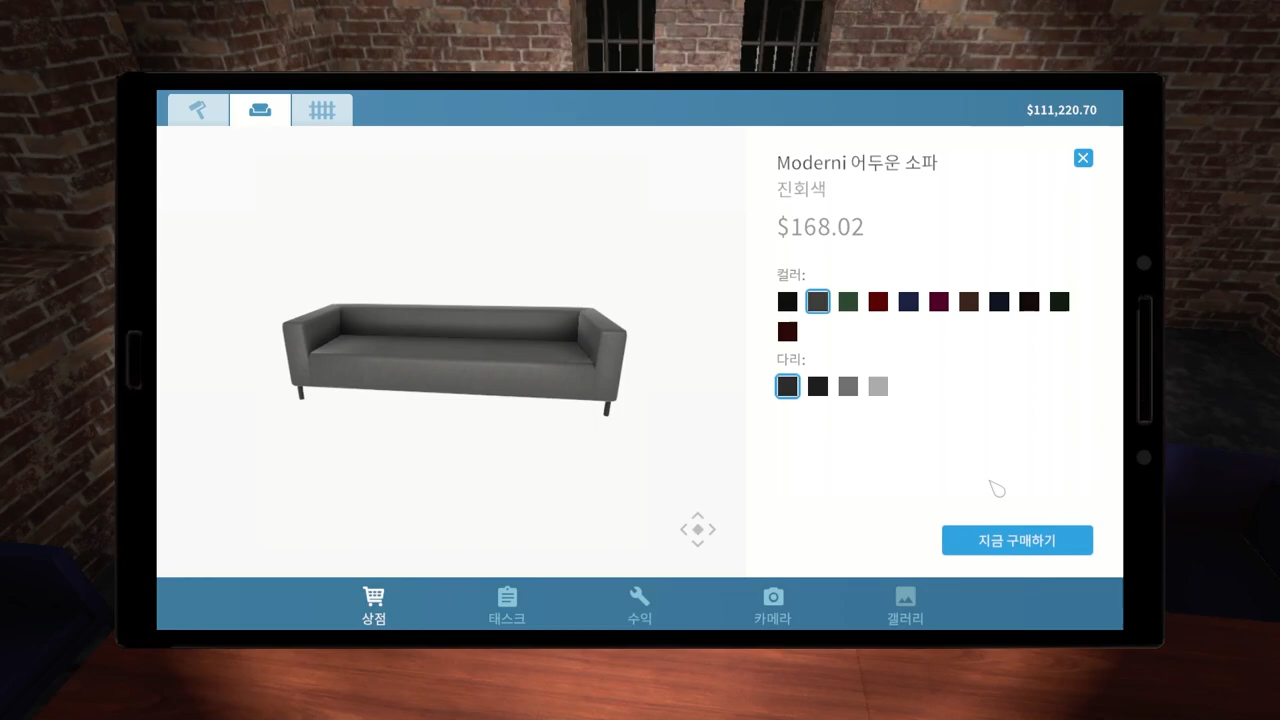 $111,220.70
Moderni 어두운 소파
진회색
$168.02
컬러:
다리:
지금 구매하기
상점
태스크
수익
카메라
갤러리